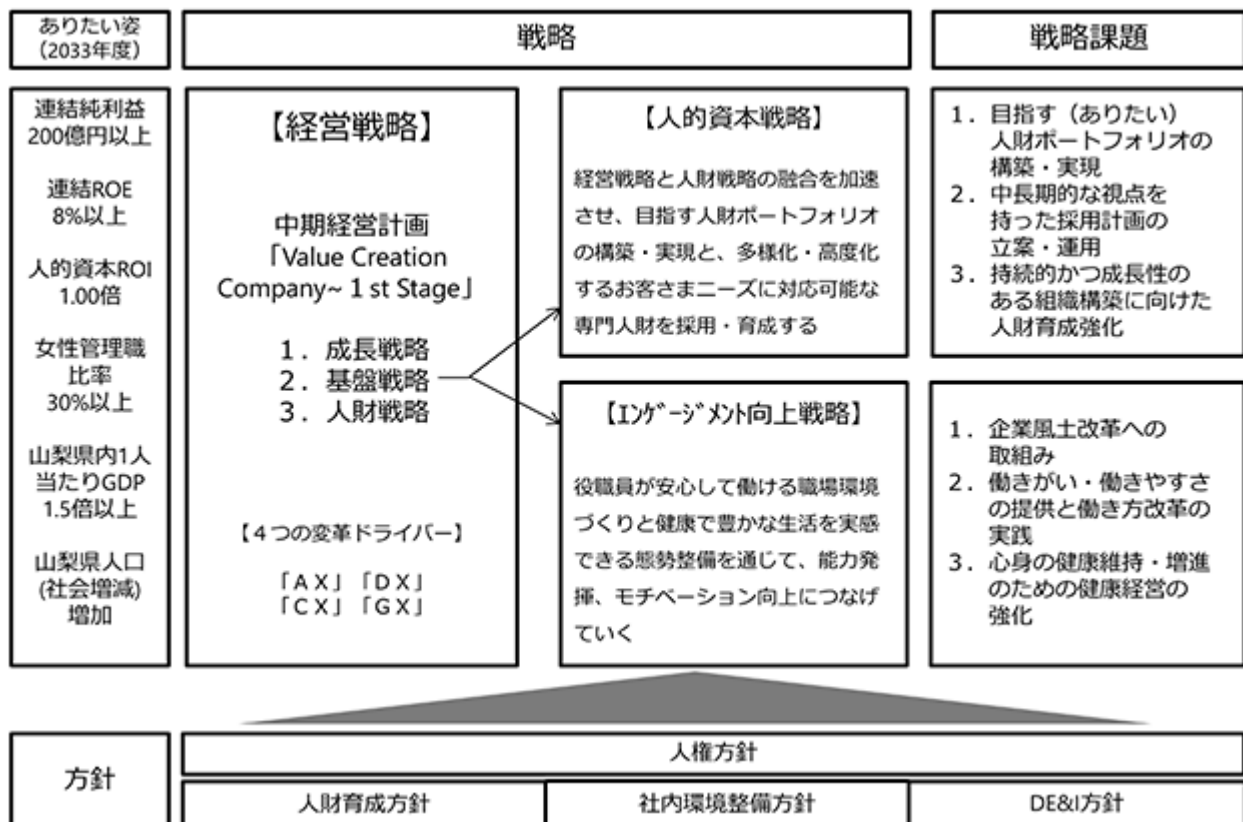 ありたい姿
（2033年度）
戦略
戦略課題
連結純利益
200億円以上
連結ROE
8%以上
人的資本ROI
1.00倍
女性管理職
比率
30%以上
山梨県内1人
当たりGDP
1.5倍以上
山梨県人口
(社会増減)
増加
【経営戦略】
中期経営計画
「Value Creation
Company~ 1 st Stage」
１．成長戦略
２．基盤戦略
３．人財戦略
【４つの変革ドライバー】
「ＡＸ」「ＤＸ」
「ＣＸ」「ＧＸ」
【人的資本戦略】
経営戦略と人財戦略の融合を加速
させ、目指す人財ポートフォリオ
の構築・実現と、多様化・高度化
するお客さまニーズに対応可能な
専門人財を採用・育成する
【ｴﾝｹﾞｰｼﾞﾒﾝﾄ向上戦略】
役職員が安心して働ける職場環境
づくりと健康で豊かな生活を実感
できる態勢整備を通じて、能力発
揮、モチベーション向上につなげ
ていく
１．目指す（ありたい）
人財ポートフォリオの
構築・実現
２．中長期的な視点を
持った採用計画の
立案・運用
３．持続的かつ成長性の
ある組織構築に向けた
人財育成強化
１．企業風土改革への
取組み
２．働きがい・働きやすさ
の提供と働き方改革の
実践
３．心身の健康維持・増進
のための健康経営の
強化
方針
人権方針
人財育成方針
社内環境整備方針
DE&I方針